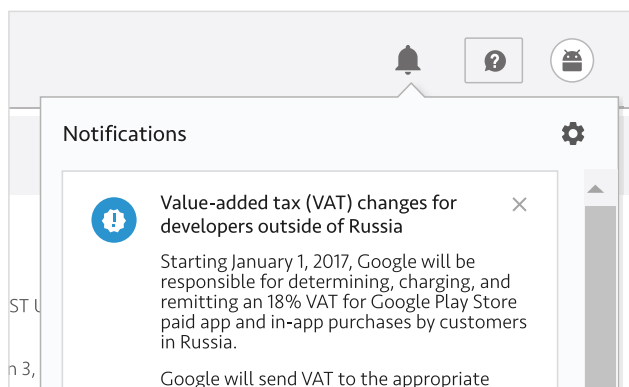 Notifications
Value-added tax (VAT) changes for
developers outside of Russia
Starting January 1, 2017, Google will be
responsible for determining, charging, and
remitting an 18% VAT for Google Play Store
paid app and in-app purchases by customers
in Russia.
ST U
n 3,
Google will send VAT to the appropriate